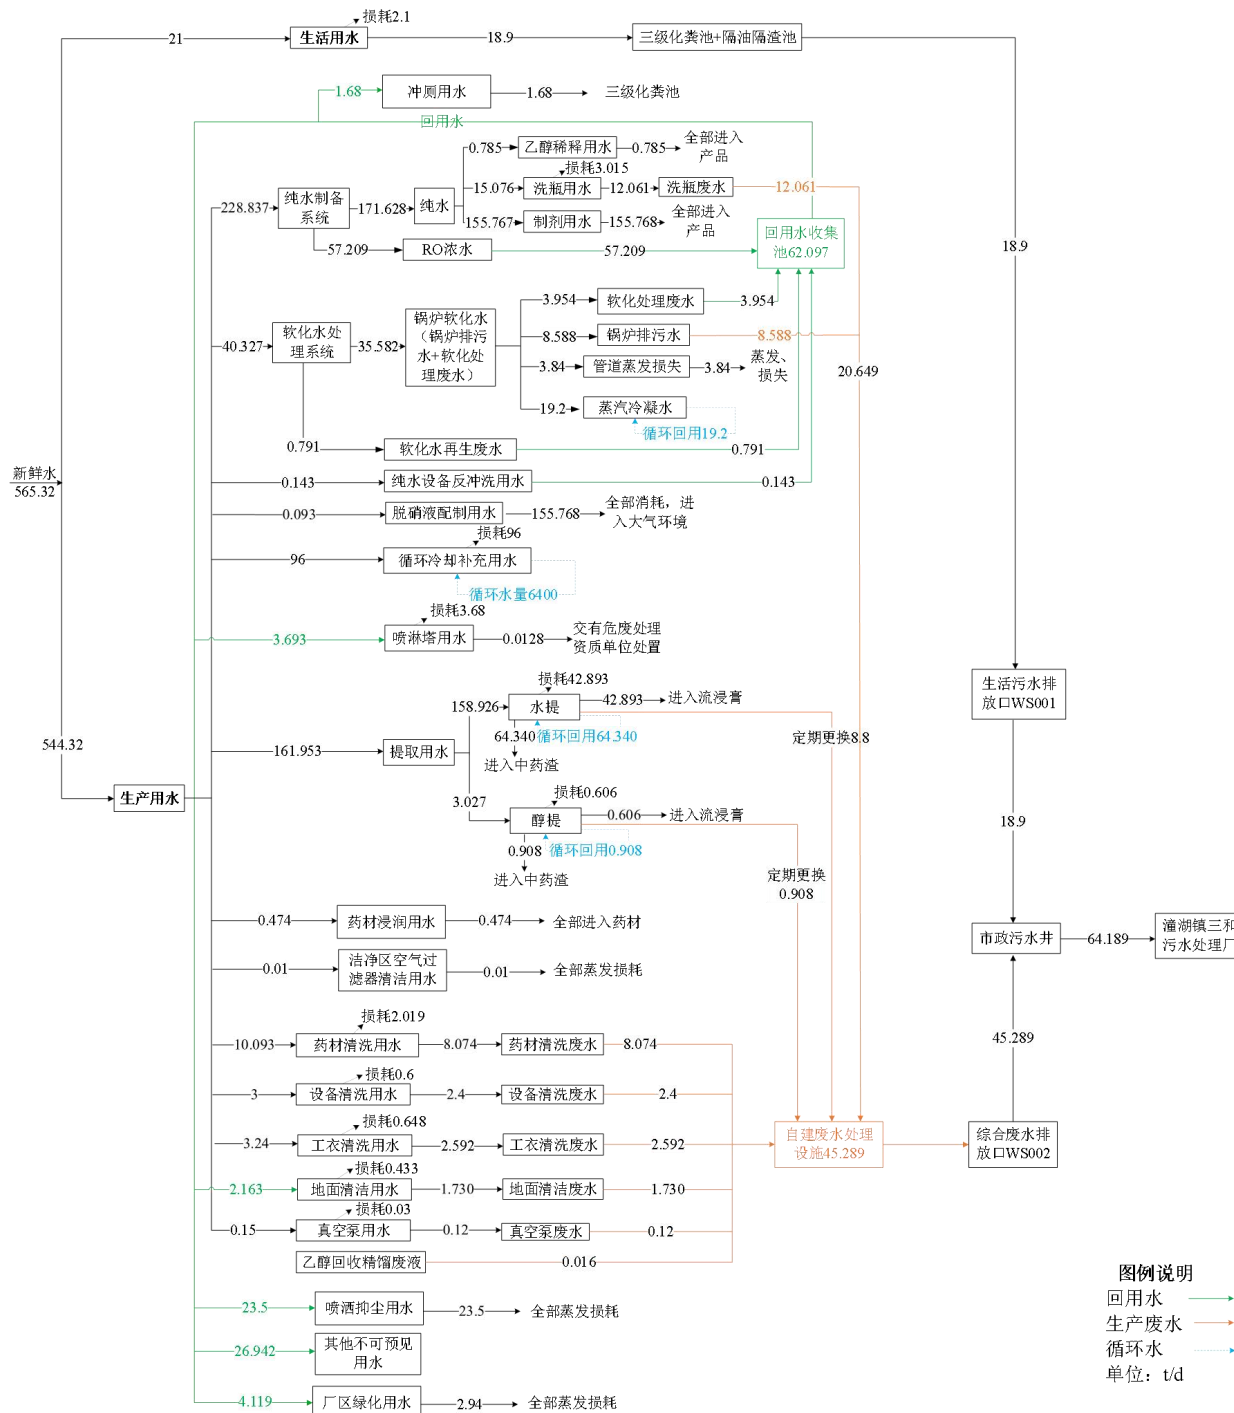 损耗2.1
21
生活用水
18.9
三级化粪池+隔油隔渣池
1.68
冲厕用水
1.68
三级化粪池
回用水
0.785
乙醇稀释用水
0.785
全部进入
产品
损耗3.015
15.076
洗瓶用水
12.061
洗瓶废水
12.061
228.837
纯水制备
系统
171.628
纯水
155.767
制剂用水
155.768
全部进入
产品
57.209
RO浓水
57.209
回用水收集
池62.097
18.9
3.954
软化处理废水
3.954
40.327
软化水处
理系统
35.582
锅炉软化水
（锅炉排污
水+软化处
理废水）
8.588
锅炉排污水
8.588
3.84
管道蒸发损失
3.84
蒸发、
损失
20.649
19.2
蒸汽冷凝水
循环回用19.2
0.791
软化水再生废水
0.791
新鲜水
565.32
0.143
纯水设备反冲洗用水
0.143
0.093
脱硝液配制用水
155.768
全部消耗，进
入大气环境
损耗96
96
循环冷却补充用水
循环水量6400
损耗3.68
3.693
喷淋塔用水
0.0128
交有危废处理
资质单位处置
损耗42.893
158.926
水提
42.893
进入流浸膏
生活污水排
放口WS001
544.32
161.953
提取用水
64.340
循环回用64.340
定期更换8.8
进入中药渣
生产用水
3.027
损耗0.606
醇提
0.606
进入流浸膏
18.9
0.908
循环回用0.908
进入中药渣
定期更换
0.908
0.474
药材浸润用水
0.474
全部进入药材
市政污水井
64.189
潼湖镇三和
污水处理厂
0.01
洁净区空气过
滤器清洁用水
0.01
全部蒸发损耗
损耗2.019
10.093
药材清洗用水
8.074
药材清洗废水
8.074
45.289
损耗0.6
3
设备清洗用水
2.4
设备清洗废水
2.4
损耗0.648
3.24
工衣清洗用水
2.592
工衣清洗废水
2.592
自建废水处理
设施45.289
综合废水排
放口WS002
损耗0.433
2.163
地面清洁用水
1.730
地面清洁废水
1.730
损耗0.03
0.15
真空泵用水
0.12
真空泵废水
0.12
乙醇回收精馏废液
0.016
23.5
喷洒抑尘用水
23.5
全部蒸发损耗
26.942
其他不可预见
用水
4.119
厂区绿化用水
2.94
全部蒸发损耗
图例说明
回用水
生产废水
循环水
单位：t/d